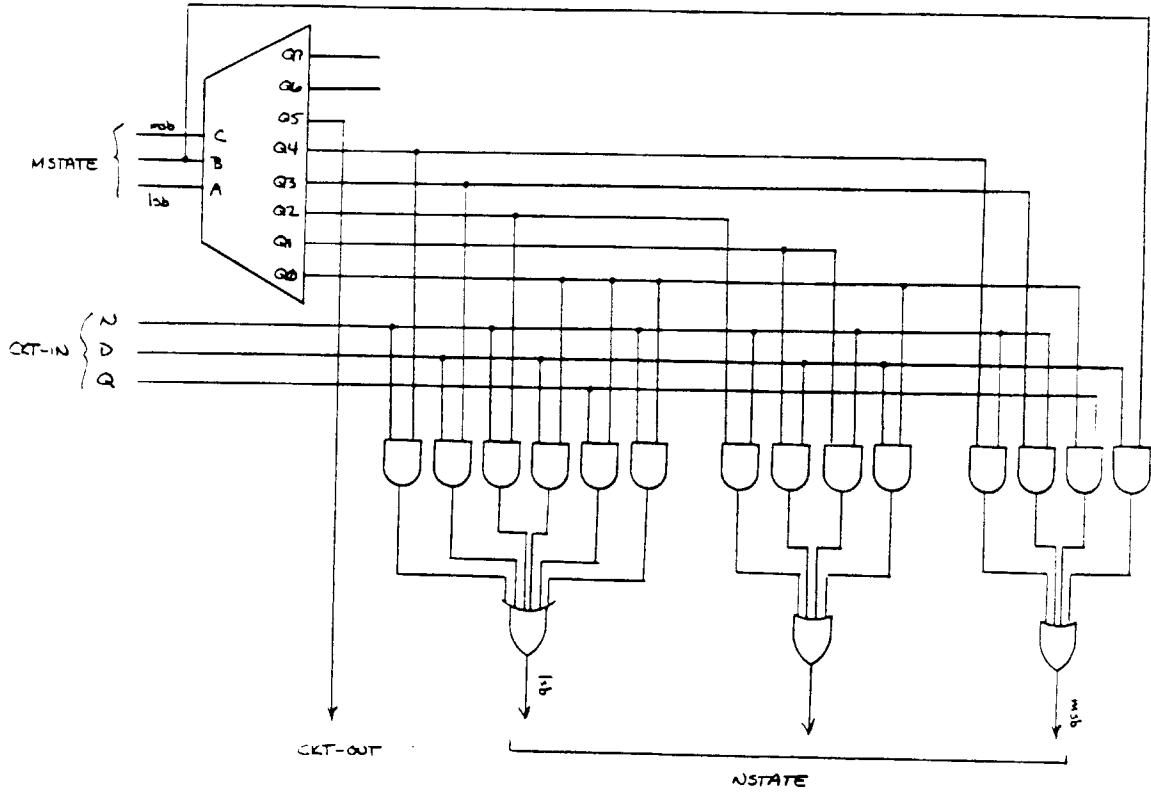 Q7
Q6
Q5
Q4
Q3
Q2
Q1
Q0
msb
C
B
A
lsb
MSTATE
CKT-IN
N
D
Q
lsb
msb
CKT-OUT
NSTATE